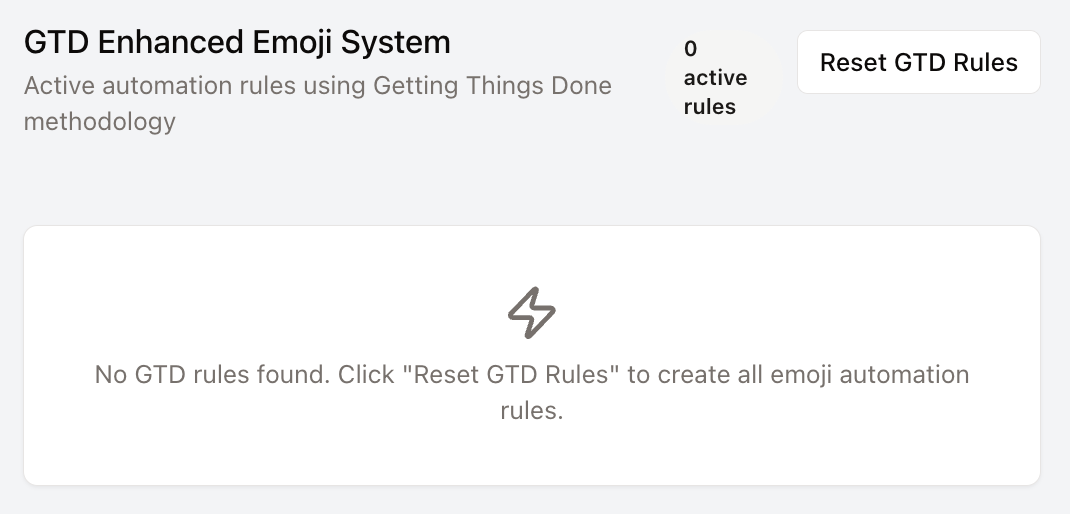 GTD Enhanced Emoji System
Active automation rules using Getting Things Done
methodology
0
active
rules
Reset GTD Rules
No GTD rules found. Click "Reset GTD Rules" to create all emoji automation
rules.